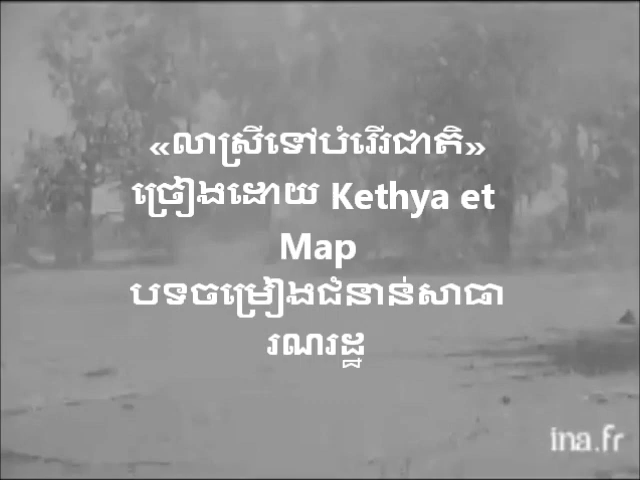 «លាស្រីទៅបំរើរជាតិ»
ច្រៀងដោយ Kethya et
Map
បទចម្រៀងជំនាន់សាធា
រណរដ្ឋ
ina.fr